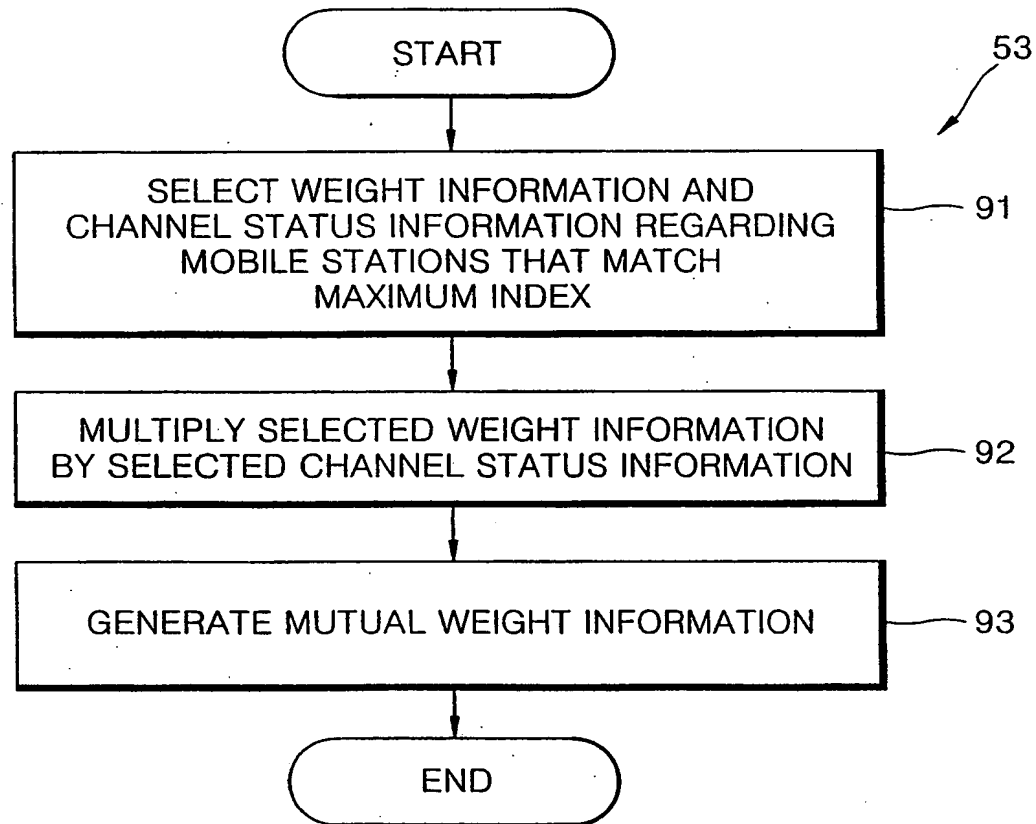 START
53
SELECT WEIGHT INFORMATION AND
CHANNEL STATUS INFORMATION REGARDING
MOBILE STATIONS THAT MATCH
MAXIMUM INDEX
91
MULTIPLY SELECTED WEIGHT INFORMATION
BY SELECTED CHANNEL STATUS INFORMATION
92
GENERATE MUTUAL WEIGHT INFORMATION
93
END